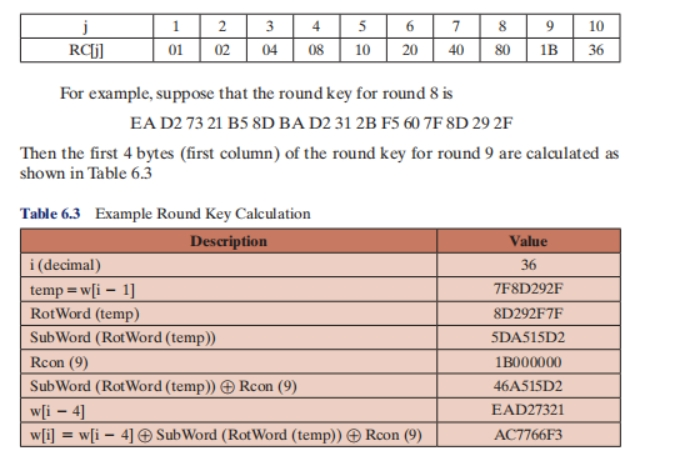 j 1 2 3 4 5 6 7 8 9 10
RC[j] 01 02 04 08 10 20 40 80 1B 36
For example, suppose that the round key for round 8 is
EA D2 73 21 B5 8D BA D2 31 2B F5 60 7F 8D 29 2F
Then the first 4 bytes (first column) of the round key for round 9 are calculated as
shown in Table 6.3
Table 6.3 Example Round Key Calculation
Description Value
i (decimal) 36
temp = w[i − 1] 7F8D292F
RotWord (temp) 8D292F7F
SubWord (RotWord (temp)) 5DA515D2
Rcon (9) 1B000000
SubWord (RotWord (temp)) ⊕ Rcon (9) 46A515D2
w[i − 4] EAD27321
w[i] = w[i − 4] ⊕ SubWord (RotWord (temp)) ⊕ Rcon (9) AC7766F3